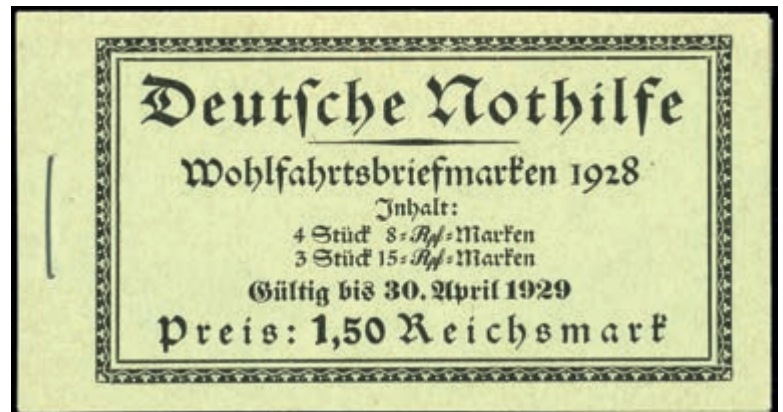 Deutſche Nothilfe
Wohlfahrtsbriefmarken 1928
Inhalt:
4 Stück 8=Rpf=Marken
3 Stück 15=Rpf=Marken
Gültig bis 30. April 1929
Preis: 1,50 Reichsmark